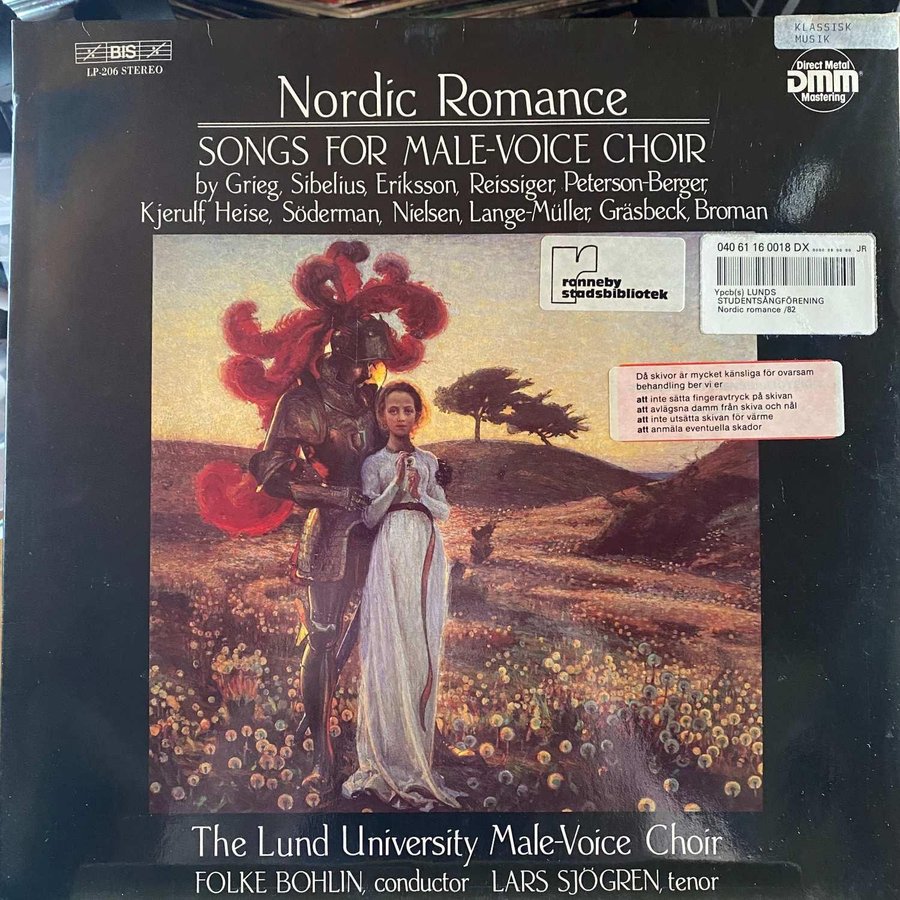 BIS
LP-206 STEREO
KLASSISK
MUSIK
Direct Metal
DMM
Mastering
Nordic Romance
SONGS FOR MALE-VOICE CHOIR
by Grieg, Sibelius, Eriksson, Reissiger, Peterson-Berger,
Kjerulf, Heise, Söderman, Nielsen, Lange-Müller, Gräsbeck, Broman
ronneby
stadsbibliotek
040 61 16 0018 DX JR
Ypcb(s) LUNDS
STUDENTSÅNGFÖRENING
Nordic romance /82
Då skivor är mycket känsliga för ovarsam
behandling ber vi er
att inte sätta fingeravtryck på skivan
att avlägsna damm från skiva och nål
att inte utsätta skivan för värme
att anmäla eventuella skador
The Lund University Male-Voice Choir
FOLKE BOHLIN, conductor LARS SJÖGREN, tenor